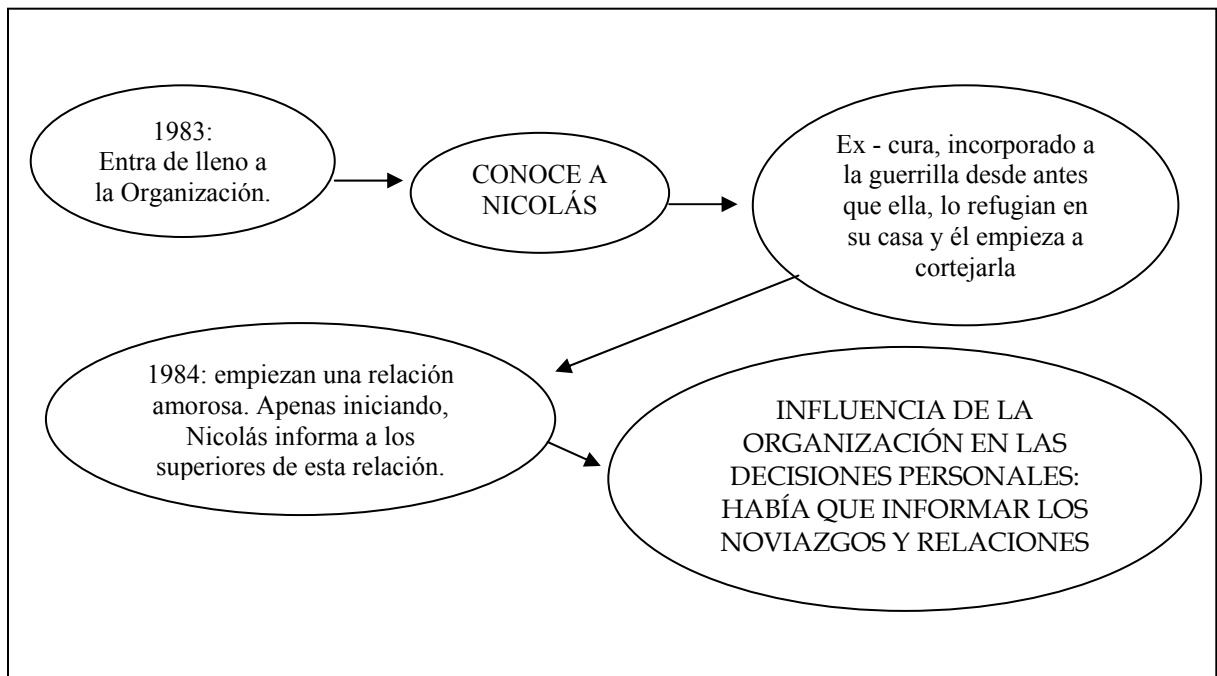 1983:
Entra de lleno a
la Organización.
CONOCE A
NICOLÁS
Ex - cura, incorporado a
la guerrilla desde antes
que ella, lo refugian en
su casa y él empieza a
cortejarla
1984: empiezan una relación
amorosa. Apenas iniciando,
Nicolás informa a los
superiores de esta relación.
INFLUENCIA DE LA
ORGANIZACIÓN EN LAS
DECISIONES PERSONALES:
HABÍA QUE INFORMAR LOS
NOVIAZGOS Y RELACIONES